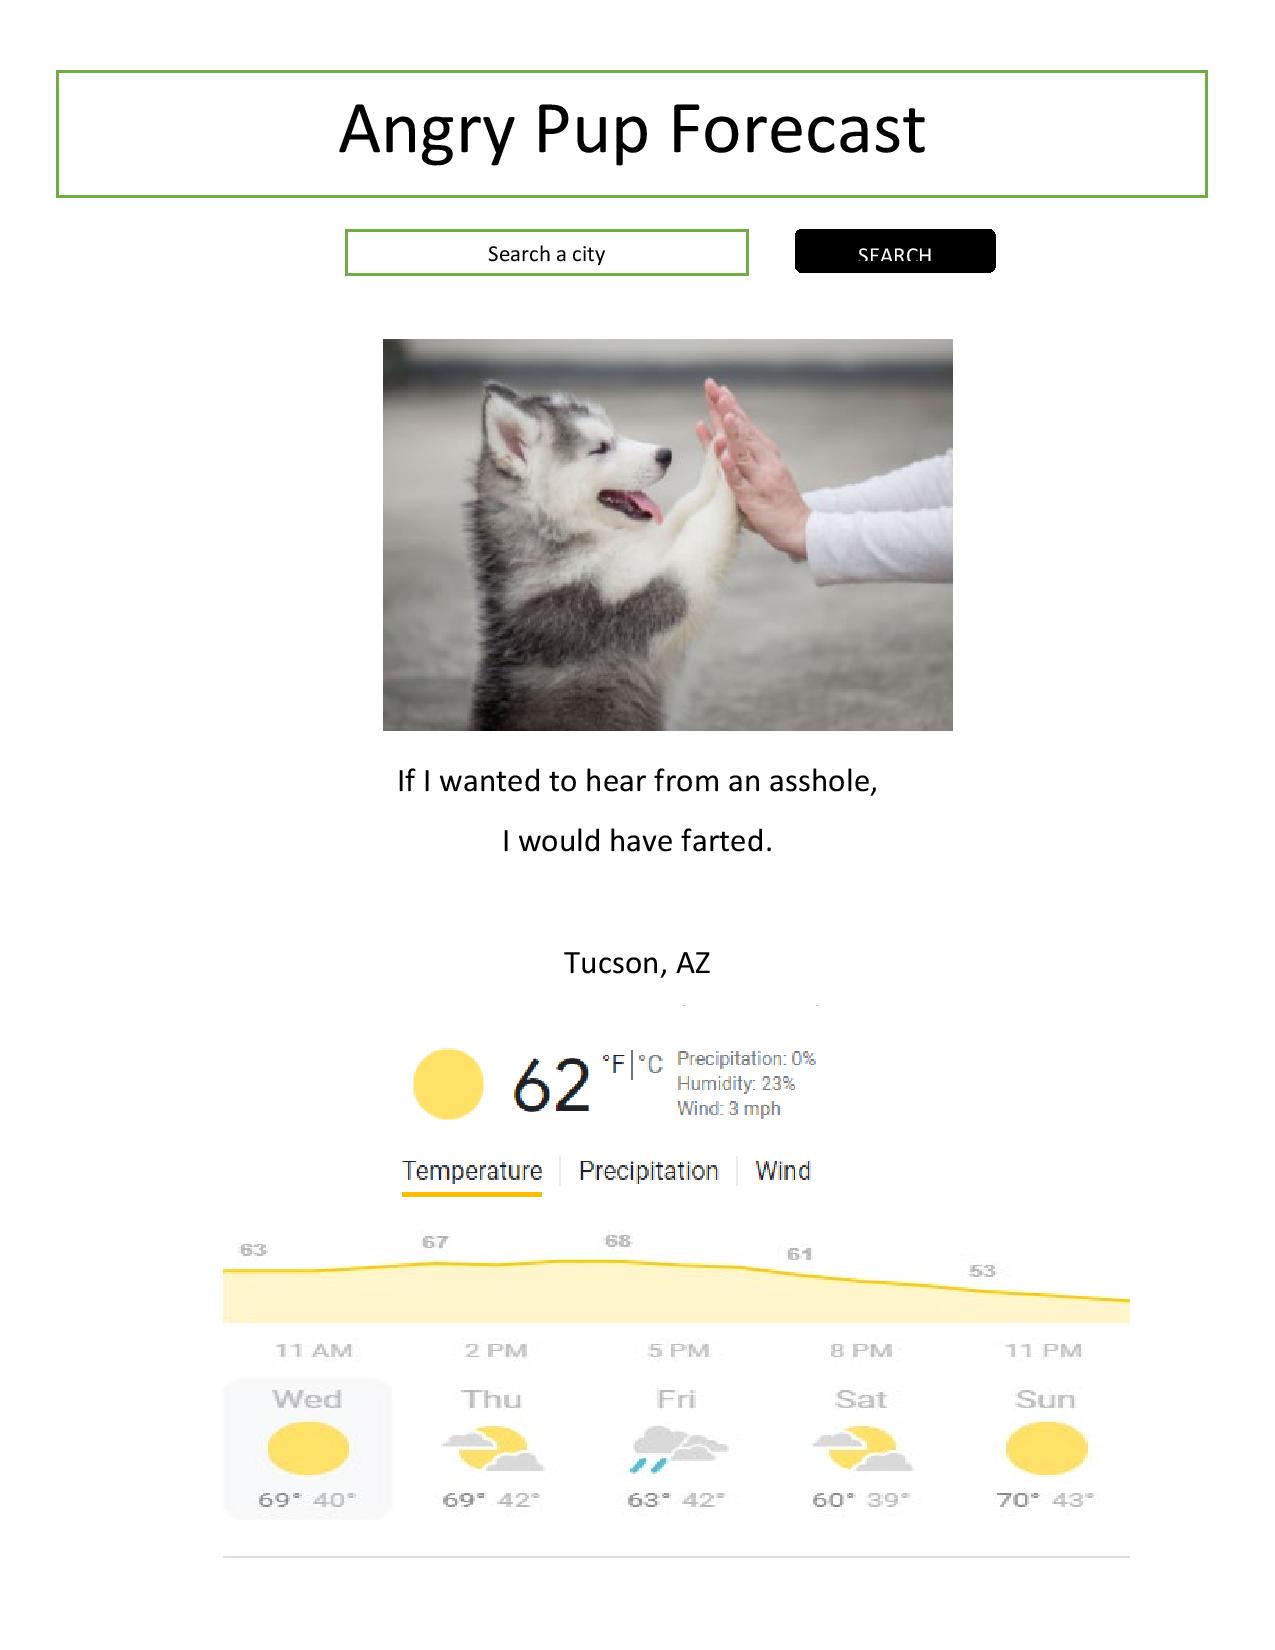 Angry Pup Forecast
Search a city
SEARCH
If I wanted to hear from an asshole,
I would have farted.
Tucson, AZ
62 °F|°C
Precipitation: 0%
Humidity: 23%
Wind: 3 mph
Temperature Precipitation Wind
63 67 68 61 53
11 AM 2 PM 5 PM 8 PM 11 PM
Wed Thu Fri Sat Sun
69° 40° 69° 42° 63° 42° 60° 39° 70° 43°